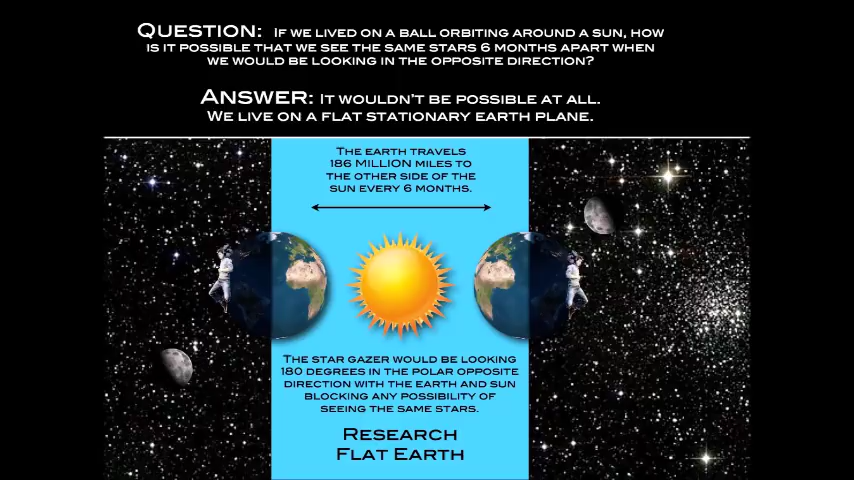 QUESTION: IF WE LIVED ON A BALL ORBITING AROUND A SUN, HOW
IS IT POSSIBLE THAT WE SEE THE SAME STARS 6 MONTHS APART WHEN
WE WOULD BE LOOKING IN THE OPPOSITE DIRECTION?
ANSWER: IT WOULDN'T BE POSSIBLE AT ALL.
WE LIVE ON A FLAT STATIONARY EARTH PLANE.
THE EARTH TRAVELS
186 MILLION MILES TO
THE OTHER SIDE OF THE
SUN EVERY 6 MONTHS.
THE STAR GAZER WOULD BE LOOKING
180 DEGREES IN THE POLAR OPPOSITE
DIRECTION WITH THE EARTH AND SUN
BLOCKING ANY POSSIBILITY OF
SEEING THE SAME STARS.
RESEARCH
FLAT EARTH